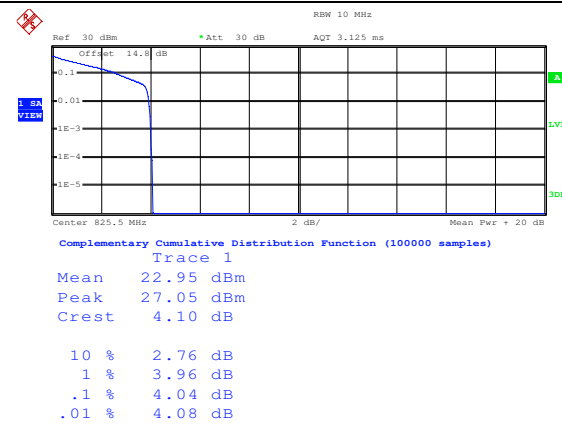 RBW 10 MHz
Ref 30 dBm *Att 30 dB AQT 3.125 ms
Offset 14.8 dB
0.1
A
0.01
1 SA
VIEW
1E-3
LVL
1E-4
1E-5
3DB
Center 825.5 MHz 2 dB/ Mean Pwr + 20 dB
Complementary Cumulative Distribution Function (100000 samples)
Trace 1
Mean 22.95 dBm
Peak 27.05 dBm
Crest 4.10 dB
10 % 2.76 dB
1 % 3.96 dB
.1 % 4.04 dB
.01 % 4.08 dB